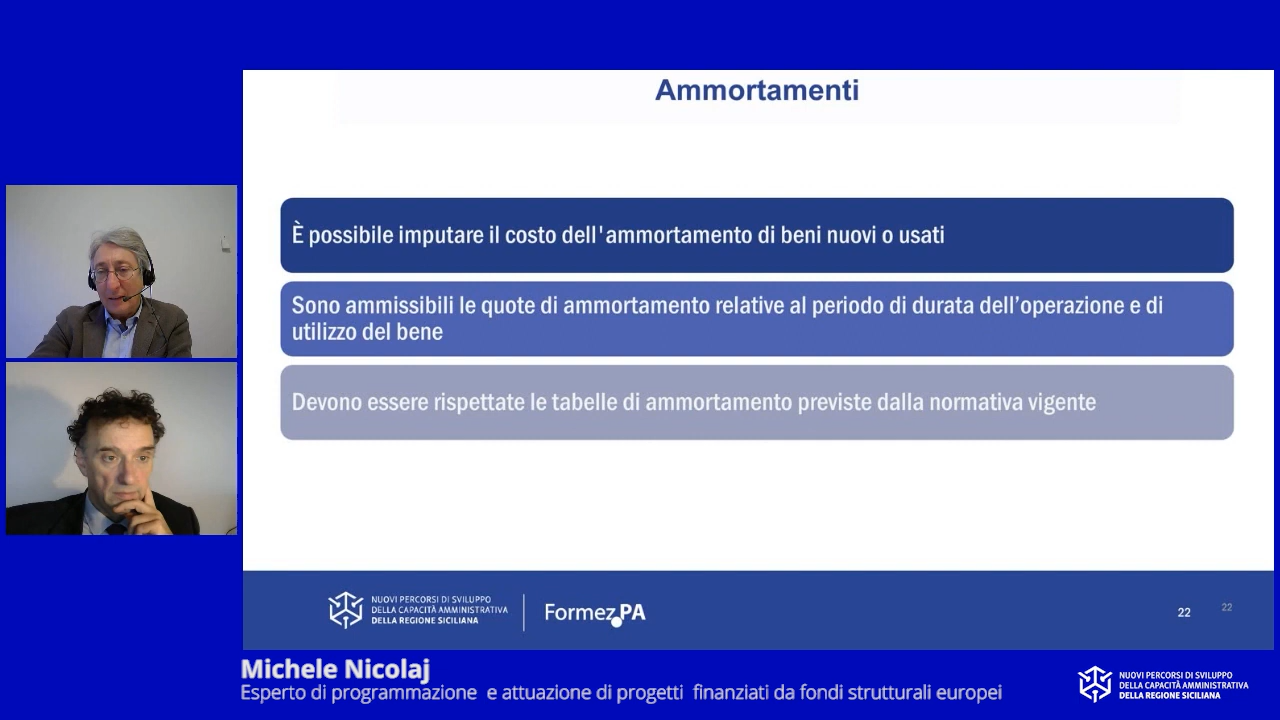 Ammortamenti
È possibile imputare il costo dell'ammortamento di beni nuovi o usati
Sono ammissibili le quote di ammortamento relative al periodo di durata dell’operazione e di
utilizzo del bene
Devono essere rispettate le tabelle di ammortamento previste dalla normativa vigente
NUOVI PERCORSI DI SVILUPPO
DELLA CAPACITÀ AMMINISTRATIVA
DELLA REGIONE SICILIANA
Formez PA
22
22
Michele Nicolaj
Esperto di programmazione e attuazione di progetti finanziati da fondi strutturali europei
NUOVI PERCORSI DI SVILUPPO
DELLA CAPACITÀ AMMINISTRATIVA
DELLA REGIONE SICILIANA